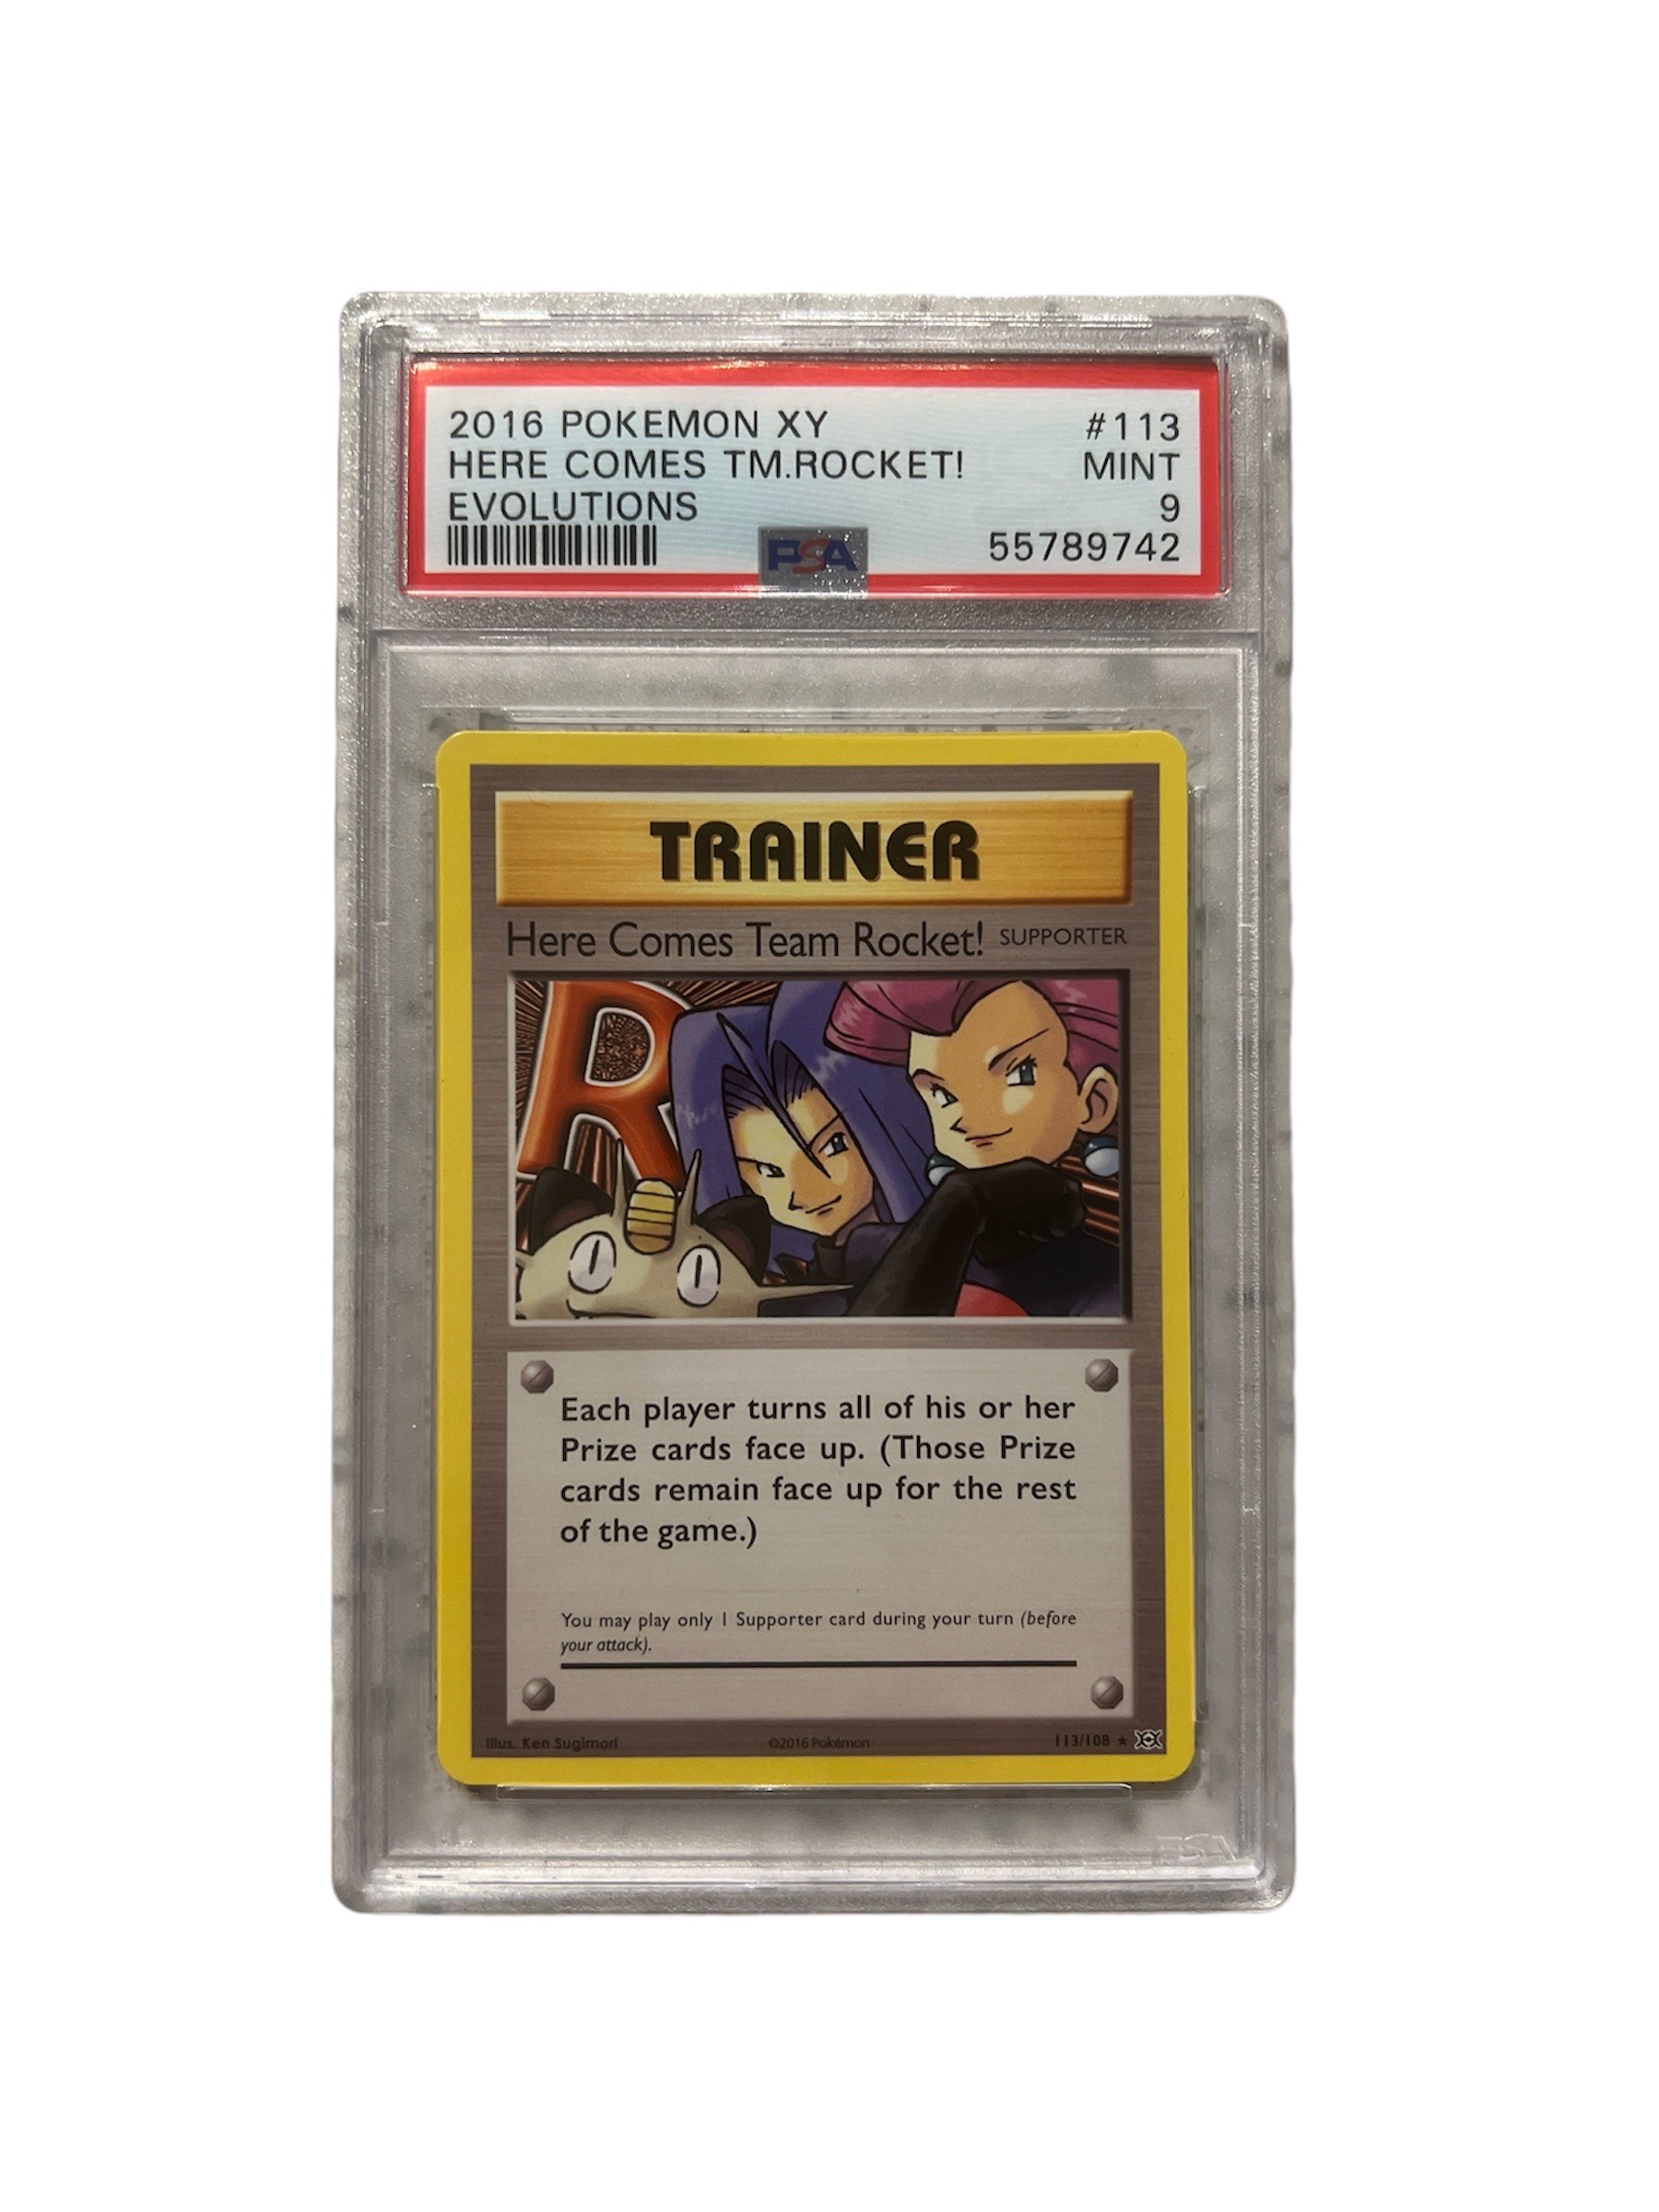 2016 POKEMON XY #113
HERE COMES TM.ROCKET! MINT
EVOLUTIONS 9
PSA 55789742
TRAINER
Here Comes Team Rocket! SUPPORTER
R
Each player turns all of his or her
Prize cards face up. (Those Prize
cards remain face up for the rest
of the game.)
You may play only 1 Supporter card during your turn (before
your attack).
Illus. Ken Sugimori ©2016 Pokémon 113/108 ★
PSA